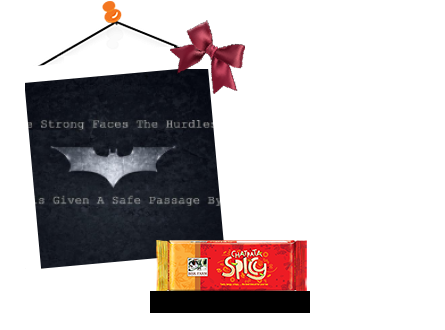 e Strong Faces The Hurdles
s Given A Safe Passage By
CHATPATA
Spicy